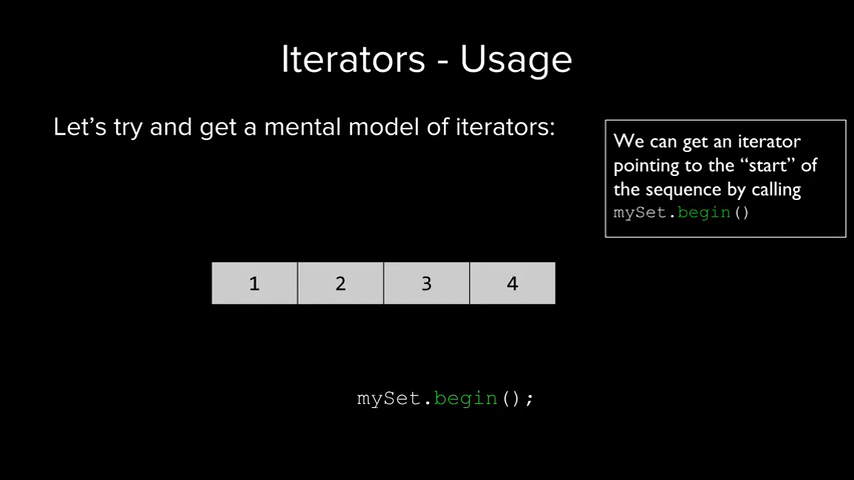 Iterators - Usage
Let's try and get a mental model of iterators:
We can get an iterator
pointing to the “start” of
the sequence by calling
mySet.begin()
1 2 3 4
mySet.begin();